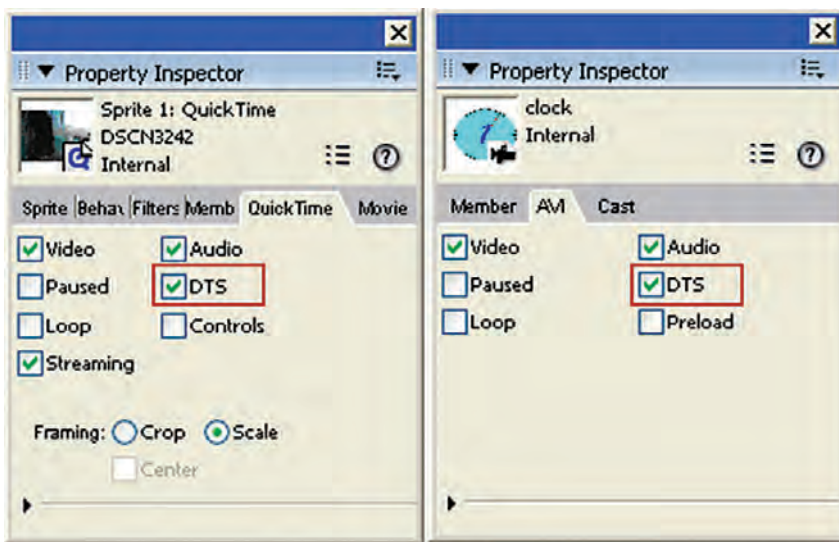 Property Inspector
Sprite 1: QuickTime
DSCN3242
Internal
Sprite Behav Filters Memb QuickTime Movie
Video Audio
Paused DTS
Loop Controls
Streaming
Framing: Crop Scale
Center
Property Inspector
clock
Internal
Member AVI Cast
Video Audio
Paused DTS
Loop Preload